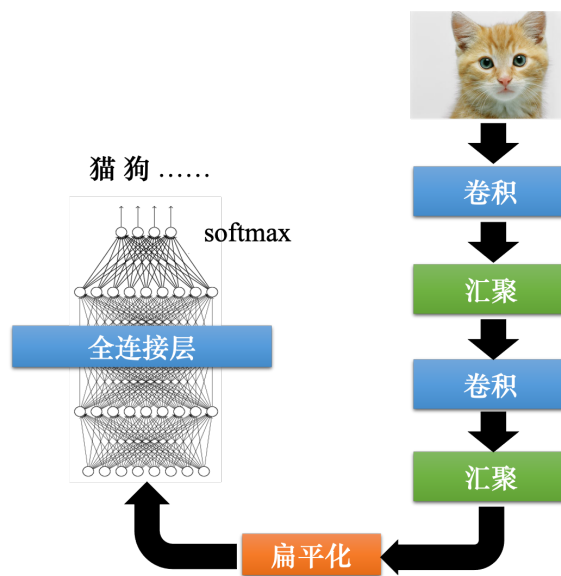 卷积
汇聚
卷积
汇聚
扁平化
全连接层
softmax
猫 狗 ……